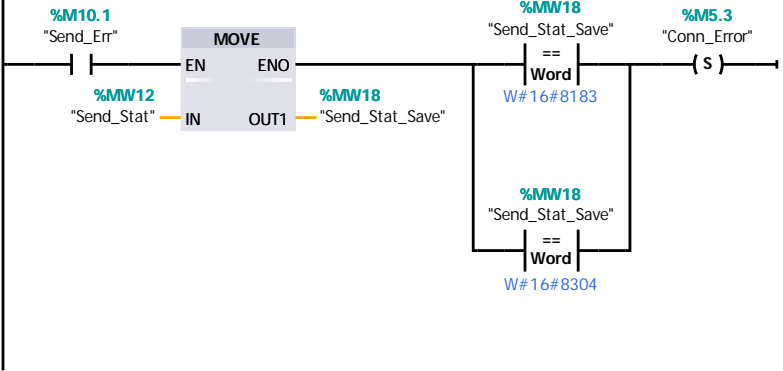 %M10.1
"Send_Err"
MOVE
EN ENO
%MW12
"Send_Stat"
IN OUT1
%MW18
"Send_Stat_Save"
%MW18
"Send_Stat_Save"
==
Word
W#16#8183
%MW18
"Send_Stat_Save"
==
Word
W#16#8304
%M5.3
"Conn_Error"
S